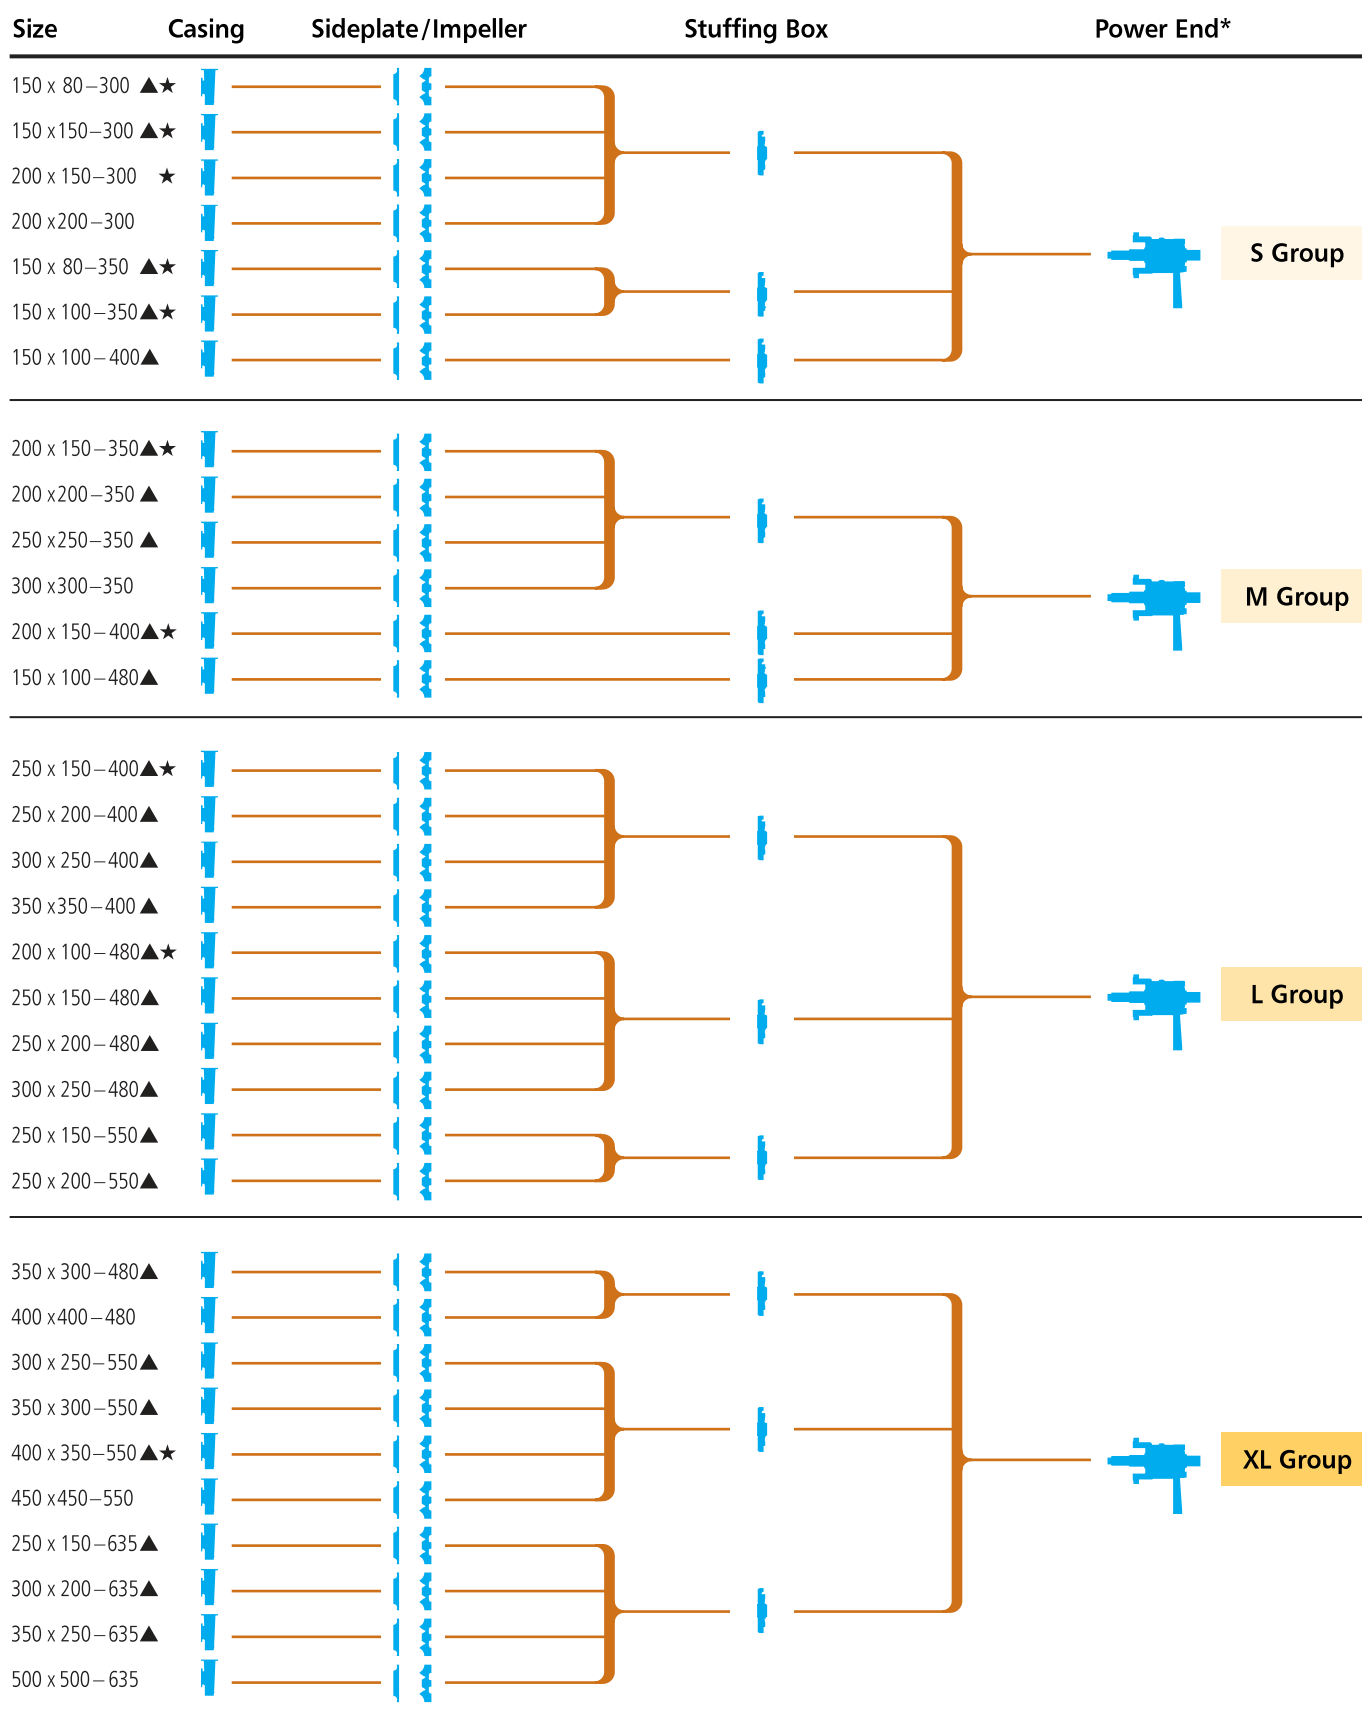 Size Casing Sideplate/Impeller Stuffing Box Power End*
150 x 80–300 ▲★
150 x150–300 ▲★
200 x 150–300 ★
200 x200–300
150 x 80–350 ▲★
S Group
150 x 100–350▲★
150 x 100–400▲
200 x 150–350▲★
200 x200–350 ▲
250 x250–350 ▲
300 x300–350
M Group
200 x 150–400▲★
150 x 100–480▲
250 x 150–400▲★
250 x 200–400▲
300 x 250–400▲
350 x350–400 ▲
200 x 100–480▲★
250 x 150–480▲
L Group
250 x 200–480▲
300 x 250–480▲
250 x 150–550▲
250 x 200–550▲
350 x 300–480▲
400 x400–480
300 x 250–550▲
350 x 300–550▲
400 x 350–550▲★
XL Group
450 x450–550
250 x 150–635▲
300 x 200–635▲
350 x 250–635▲
500 x 500–635